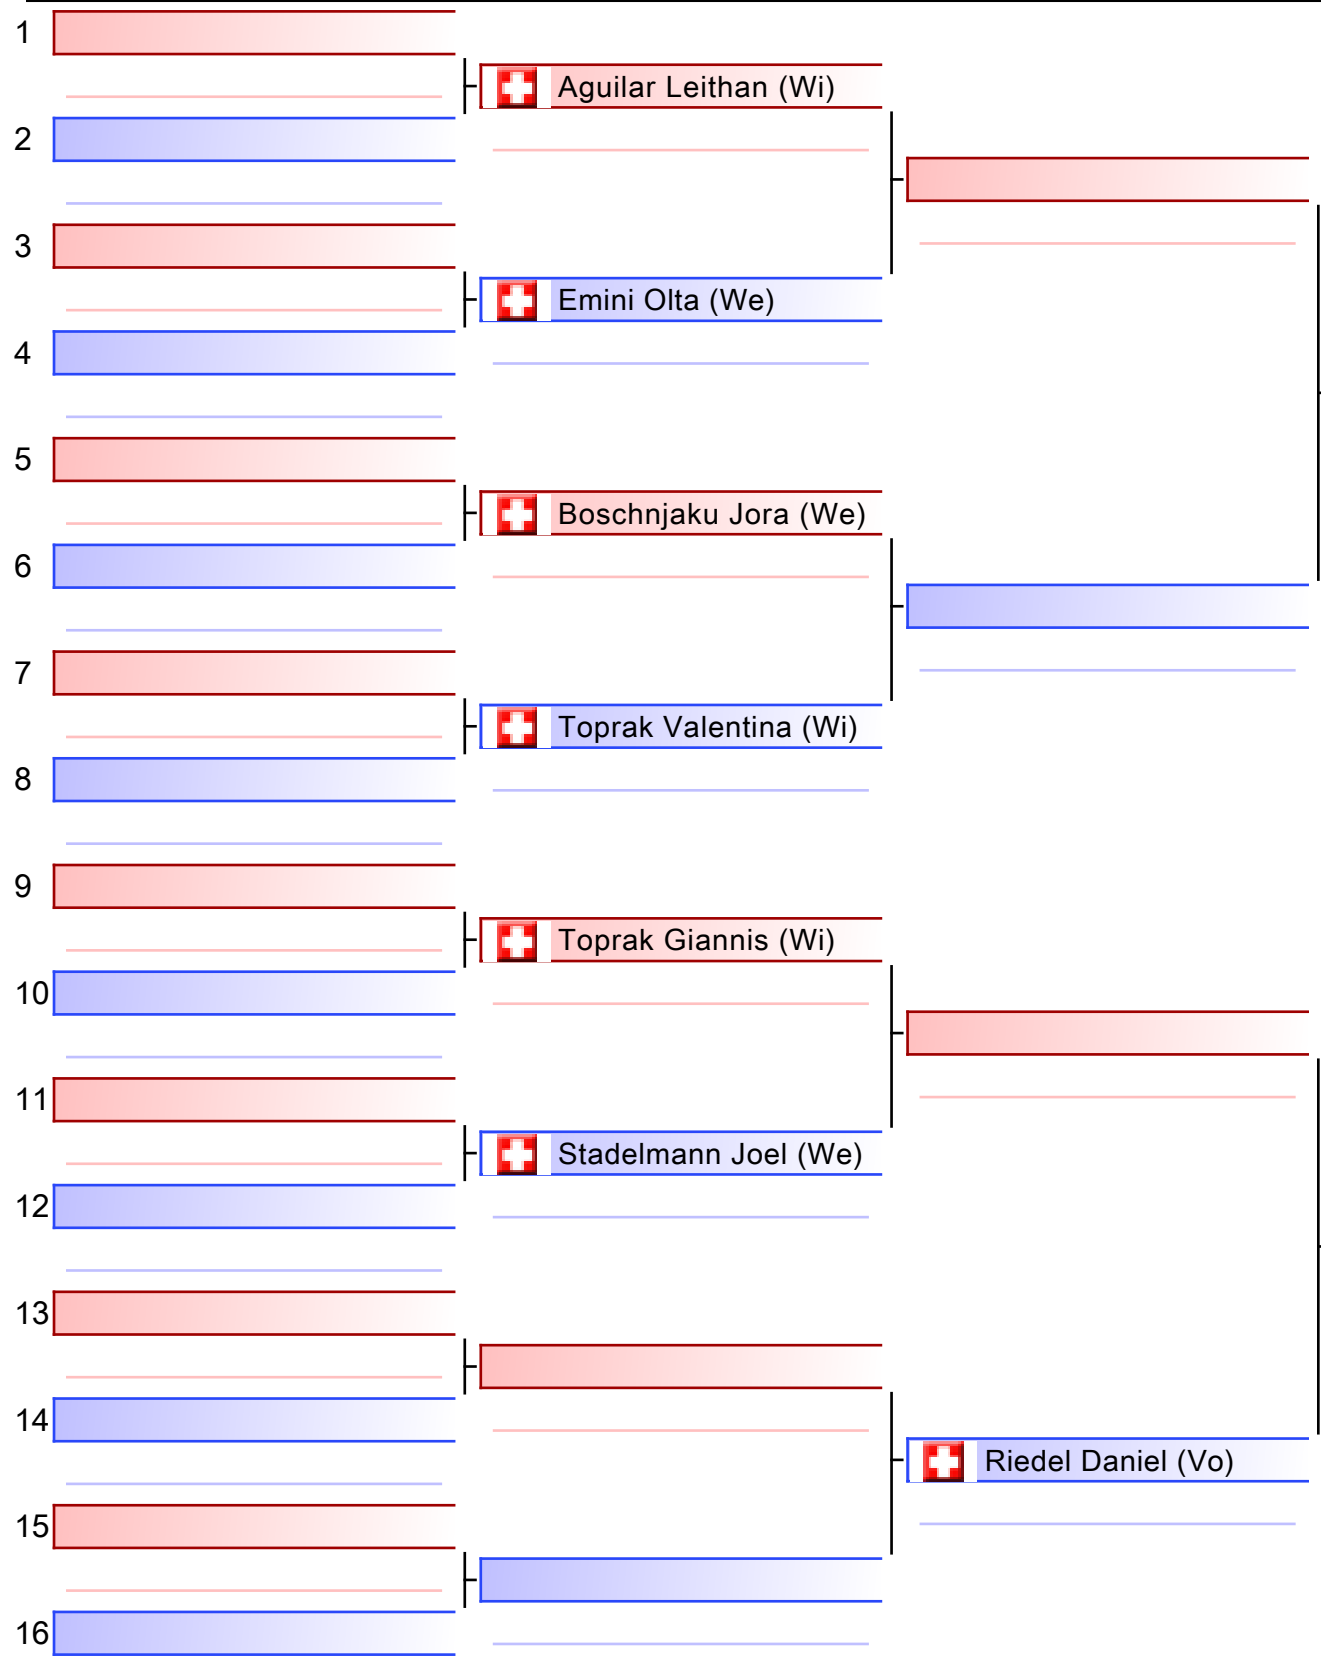 1
Aguilar Leithan (Wi)
2
3
Emini Olta (We)
4
5
Boschnjaku Jora (We)
6
7
Toprak Valentina (Wi)
8
9
Toprak Giannis (Wi)
10
11
Stadelmann Joel (We)
12
13
14
Riedel Daniel (Vo)
15
16